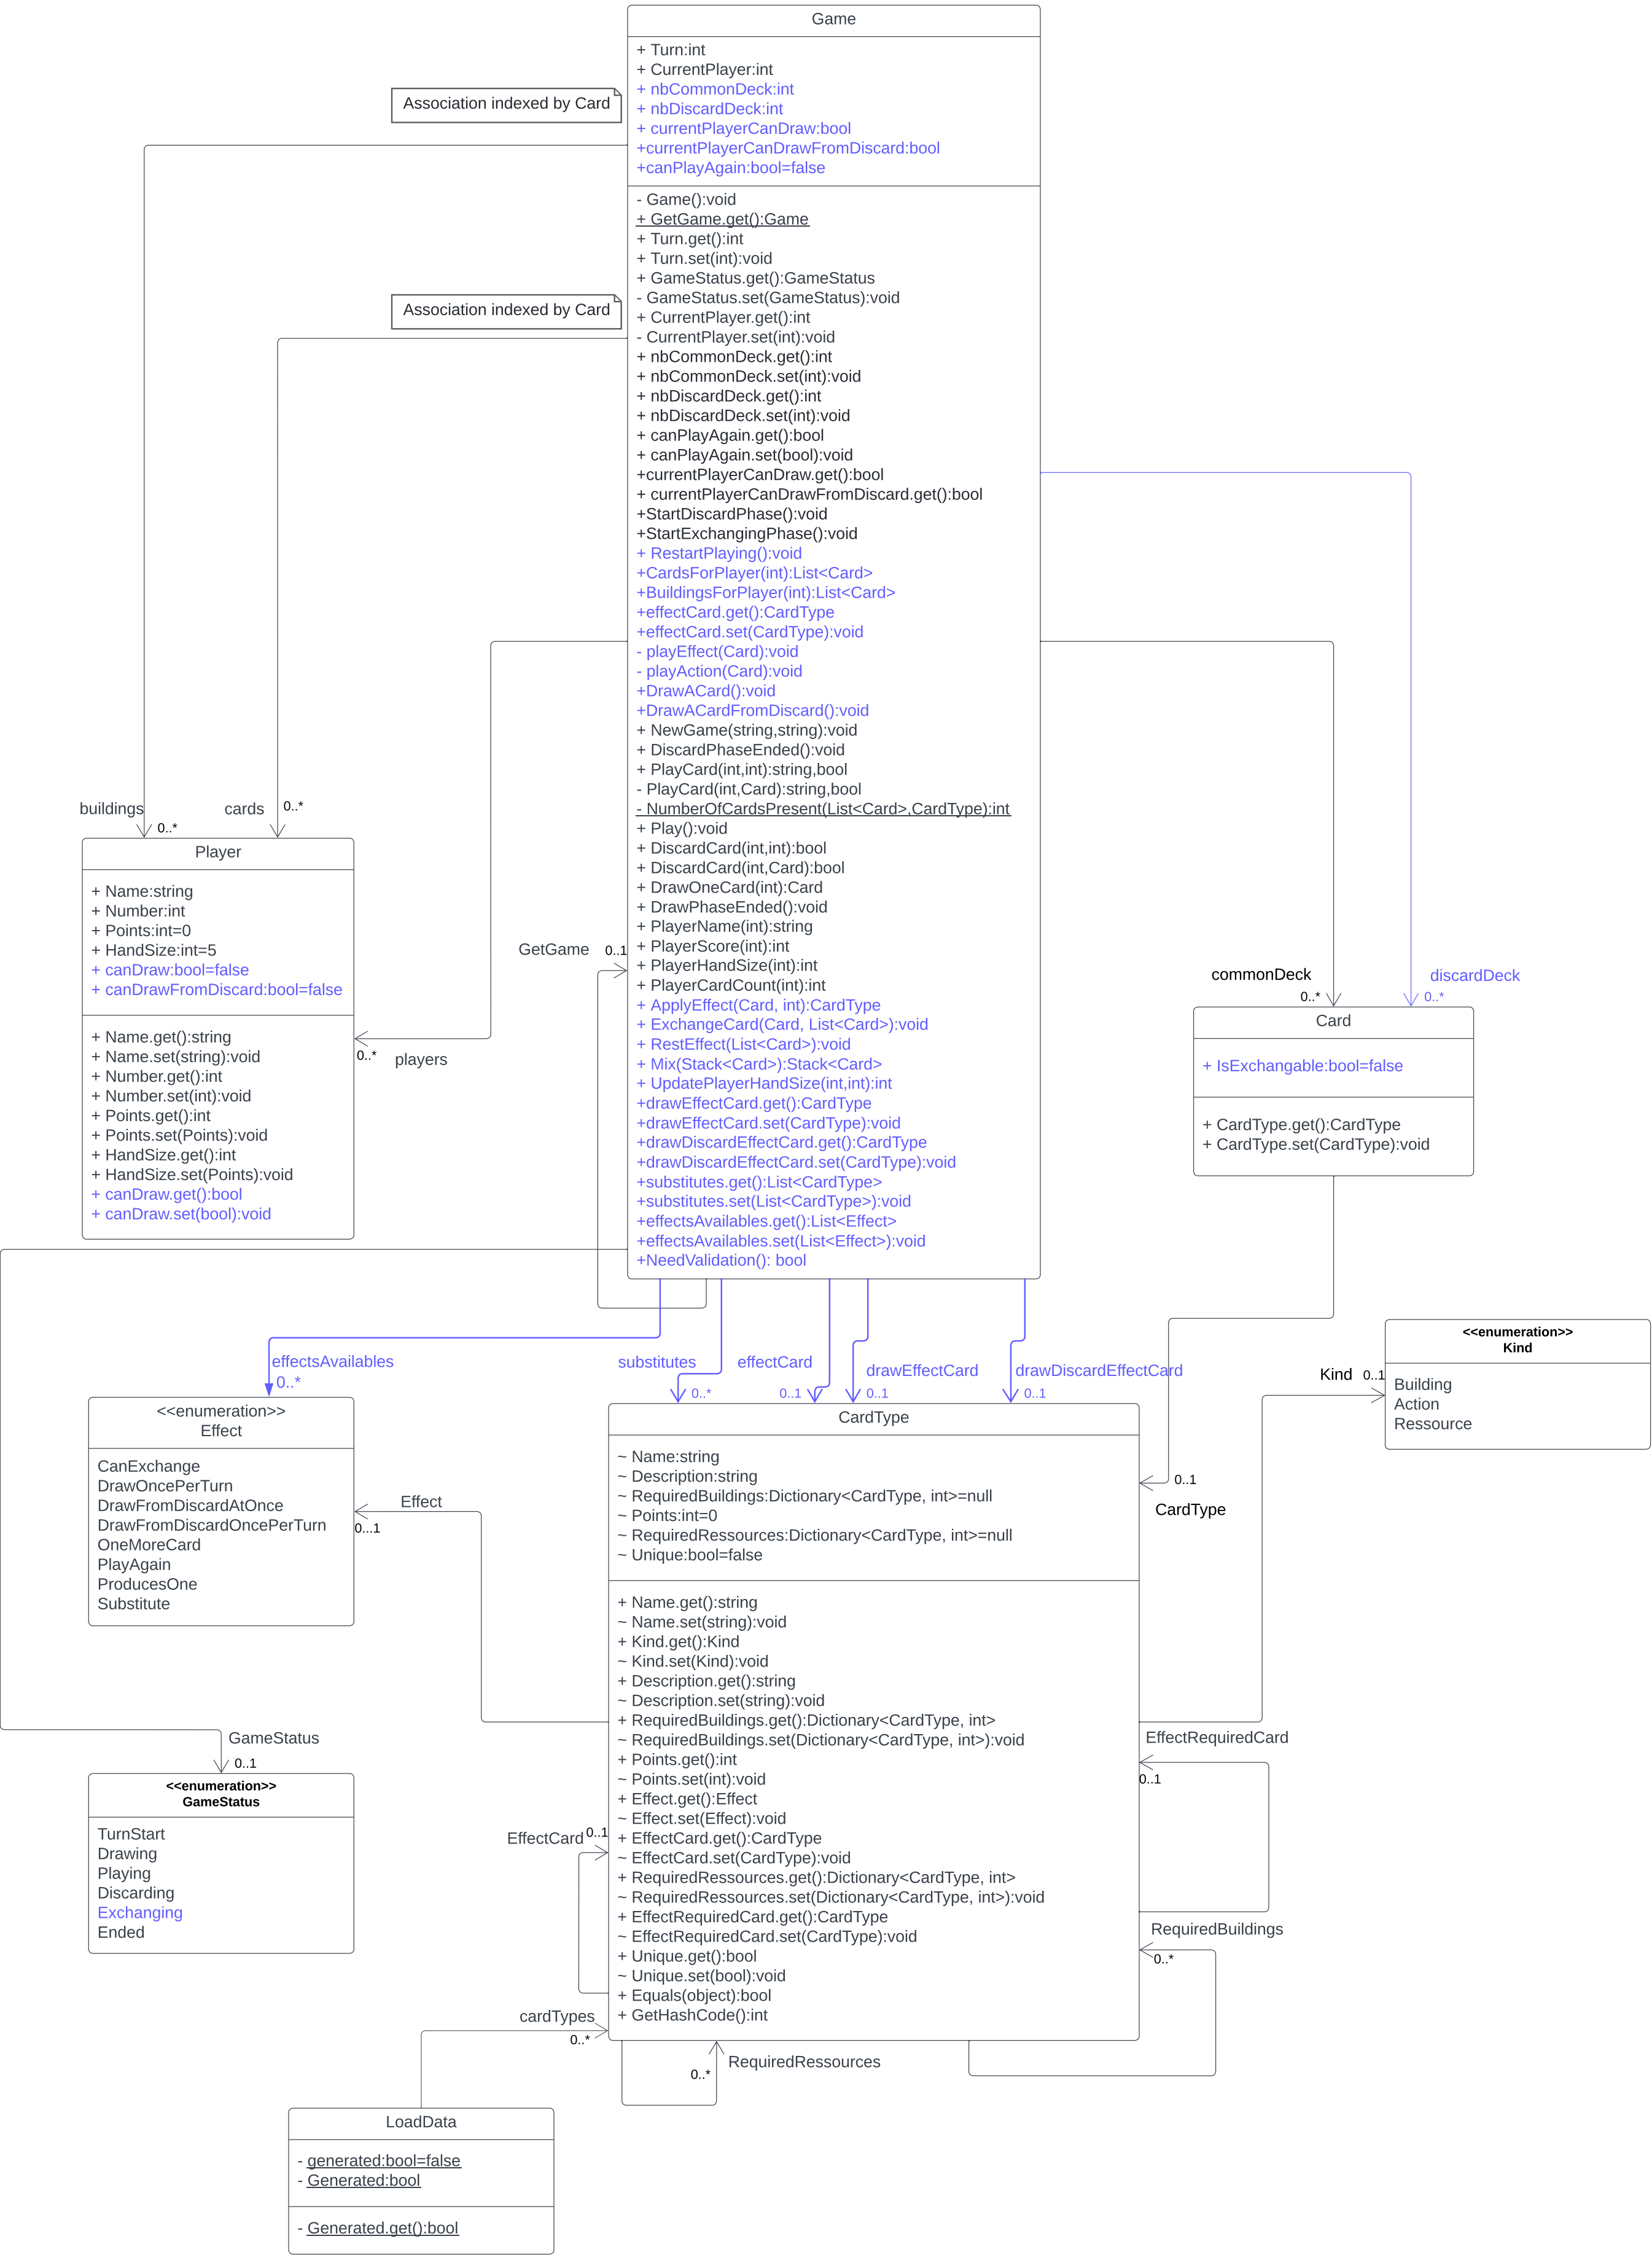 Game
+ Turn:int
+ CurrentPlayer:int
+ nbCommonDeck:int
+ nbDiscardDeck:int
+ currentPlayerCanDraw:bool
+currentPlayerCanDrawFromDiscard:bool
+canPlayAgain:bool=false
- Game():void
+ GetGame.get():Game
+ Turn.get():int
+ Turn.set(int):void
+ GameStatus.get():GameStatus
- GameStatus.set(GameStatus):void
+ CurrentPlayer.get():int
- CurrentPlayer.set(int):void
+ nbCommonDeck.get():int
+ nbCommonDeck.set(int):void
+ nbDiscardDeck.get():int
+ nbDiscardDeck.set(int):void
+ canPlayAgain.get():bool
+ canPlayAgain.set(bool):void
+currentPlayerCanDraw.get():bool
+ currentPlayerCanDrawFromDiscard.get():bool
+StartDiscardPhase():void
+StartExchangingPhase():void
+ RestartPlaying():void
+CardsForPlayer(int):List<Card>
+BuildingsForPlayer(int):List<Card>
+effectCard.get():CardType
+effectCard.set(CardType):void
- playEffect(Card):void
- playAction(Card):void
+DrawACard():void
+DrawACardFromDiscard():void
+ NewGame(string,string):void
+ DiscardPhaseEnded():void
+ PlayCard(int,int):string,bool
- PlayCard(int,Card):string,bool
- NumberOfCardsPresent(List<Card>,CardType):int
+ Play():void
+ DiscardCard(int,int):bool
+ DiscardCard(int,Card):bool
+ DrawOneCard(int):Card
+ DrawPhaseEnded():void
+ PlayerName(int):string
+ PlayerScore(int):int
+ PlayerHandSize(int):int
+ PlayerCardCount(int):int
+ ApplyEffect(Card, int):CardType
+ ExchangeCard(Card, List<Card>):void
+ RestEffect(List<Card>):void
+ Mix(Stack<Card>):Stack<Card>
+ UpdatePlayerHandSize(int,int):int
+drawEffectCard.get():CardType
+drawEffectCard.set(CardType):void
+drawDiscardEffectCard.get():CardType
+drawDiscardEffectCard.set(CardType):void
+substitutes.get():List<CardType>
+substitutes.set(List<CardType>):void
+effectsAvailables.get():List<Effect>
+effectsAvailables.set(List<Effect>):void
+NeedValidation(): bool
Association indexed by Card
Association indexed by Card
buildings
0..*
cards
0..*
Player
+ Name:string
+ Number:int
+ Points:int=0
+ HandSize:int=5
+ canDraw:bool=false
+ canDrawFromDiscard:bool=false
+ Name.get():string
+ Name.set(string):void
+ Number.get():int
+ Number.set(int):void
+ Points.get():int
+ Points.set(Points):void
+ HandSize.get():int
+ HandSize.set(Points):void
+ canDraw.get():bool
+ canDraw.set(bool):void
0..*
players
GetGame
0..1
commonDeck
0..*
discardDeck
0..*
Card
+ IsExchangable:bool=false
+ CardType.get():CardType
+ CardType.set(CardType):void
effectsAvailables
0..*
substitutes
0..*
effectCard
0..1
drawEffectCard
0..1
drawDiscardEffectCard
0..1
<<enumeration>>
Kind
Building
Action
Ressource
Kind
0..1
<<enumeration>>
Effect
CanExchange
DrawOncePerTurn
DrawFromDiscardAtOnce
DrawFromDiscardOncePerTurn
OneMoreCard
PlayAgain
ProducesOne
Substitute
Effect
0...1
CardType
~ Name:string
~ Description:string
~ RequiredBuildings:Dictionary<CardType, int>=null
~ Points:int=0
~ RequiredRessources:Dictionary<CardType, int>=null
~ Unique:bool=false
+ Name.get():string
~ Name.set(string):void
+ Kind.get():Kind
~ Kind.set(Kind):void
+ Description.get():string
~ Description.set(string):void
+ RequiredBuildings.get():Dictionary<CardType, int>
~ RequiredBuildings.set(Dictionary<CardType, int>):void
+ Points.get():int
~ Points.set(int):void
+ Effect.get():Effect
~ Effect.set(Effect):void
+ EffectCard.get():CardType
~ EffectCard.set(CardType):void
+ RequiredRessources.get():Dictionary<CardType, int>
~ RequiredRessources.set(Dictionary<CardType, int>):void
+ EffectRequiredCard.get():CardType
~ EffectRequiredCard.set(CardType):void
+ Unique.get():bool
~ Unique.set(bool):void
+ Equals(object):bool
+ GetHashCode():int
0..1
CardType
EffectRequiredCard
0..1
RequiredBuildings
0..*
GameStatus
0..1
<<enumeration>>
GameStatus
TurnStart
Drawing
Playing
Discarding
Exchanging
Ended
EffectCard
0..1
cardTypes
0..*
RequiredRessources
0..*
LoadData
- generated:bool=false
- Generated:bool
- Generated.get():bool